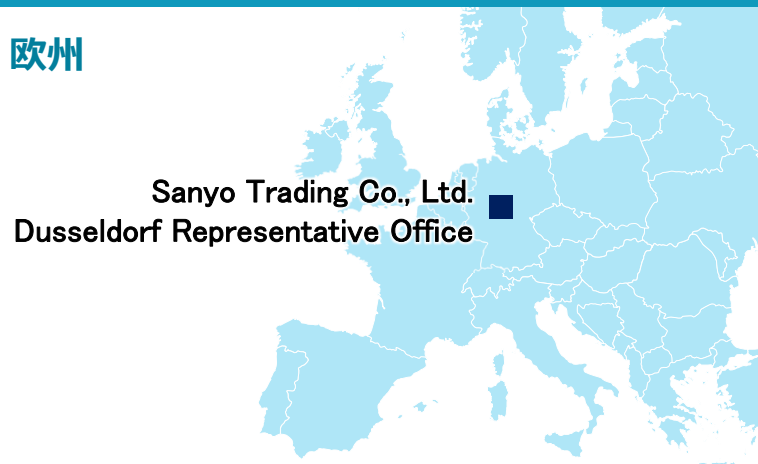 欧州
Sanyo Trading Co., Ltd.
Dusseldorf Representative Office